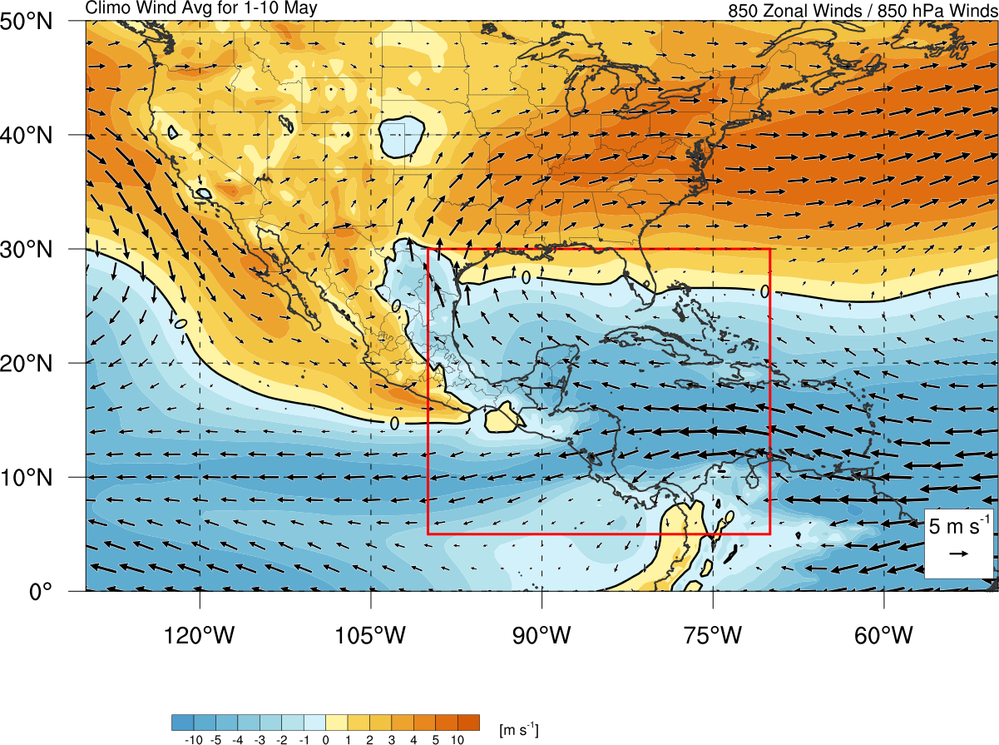 Climo Wind Avg for 1-10 May
850 Zonal Winds / 850 hPa Winds
50°N
40°N
30°N
20°N
10°N
0°
0
0
0
0
0
5 m s⁻¹
120°W 105°W 90°W 75°W 60°W
-10 -5 -4 -3 -2 -1 0 1 2 3 4 5 10
[m s⁻¹]